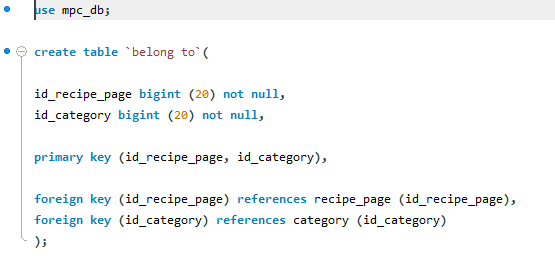 use mpc_db;
create table `belong to`(
id_recipe_page bigint (20) not null,
id_category bigint (20) not null,
primary key (id_recipe_page, id_category),
foreign key (id_recipe_page) references recipe_page (id_recipe_page),
foreign key (id_category) references category (id_category)
);